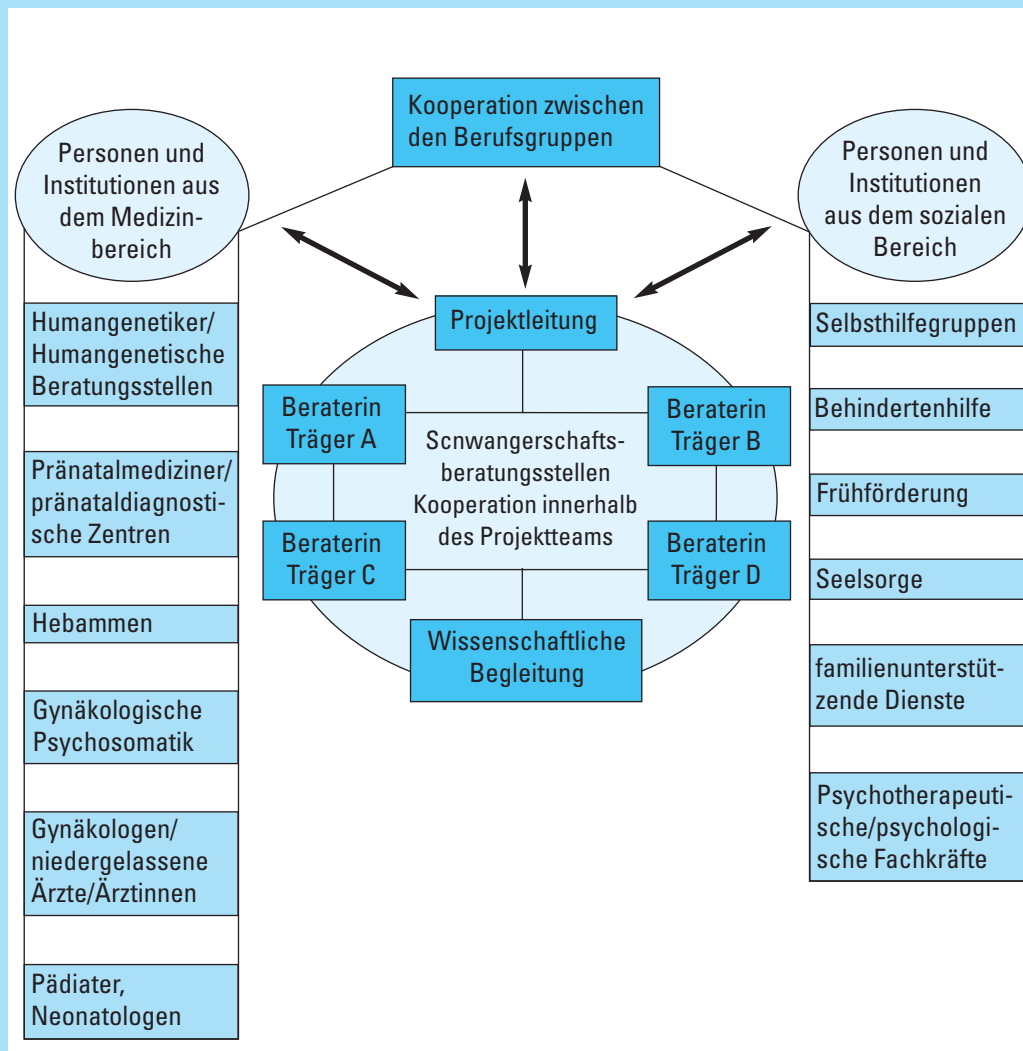 Kooperation zwischen
den Berufsgruppen
Personen und
Institutionen aus
dem Medizin-
bereich
Humangenetiker/
Humangenetische
Beratungsstellen
Pränatalmediziner/
pränataldiagnosti-
sche Zentren
Hebammen
Gynäkologische
Psychosomatik
Gynäkologen/
niedergelassene
Ärzte/Ärztinnen
Pädiater,
Neonatologen
Projektleitung
Beraterin
Träger A
Beraterin
Träger B
Scnwangerschafts-
beratungsstellen
Kooperation innerhalb
des Projektteams
Beraterin
Träger C
Beraterin
Träger D
Wissenschaftliche
Begleitung
Personen und
Institutionen
aus dem sozialen
Bereich
Selbsthilfegruppen
Behindertenhilfe
Frühförderung
Seelsorge
familienunterstüt-
zende Dienste
Psychotherapeuti-
sche/psychologi-
sche Fachkräfte